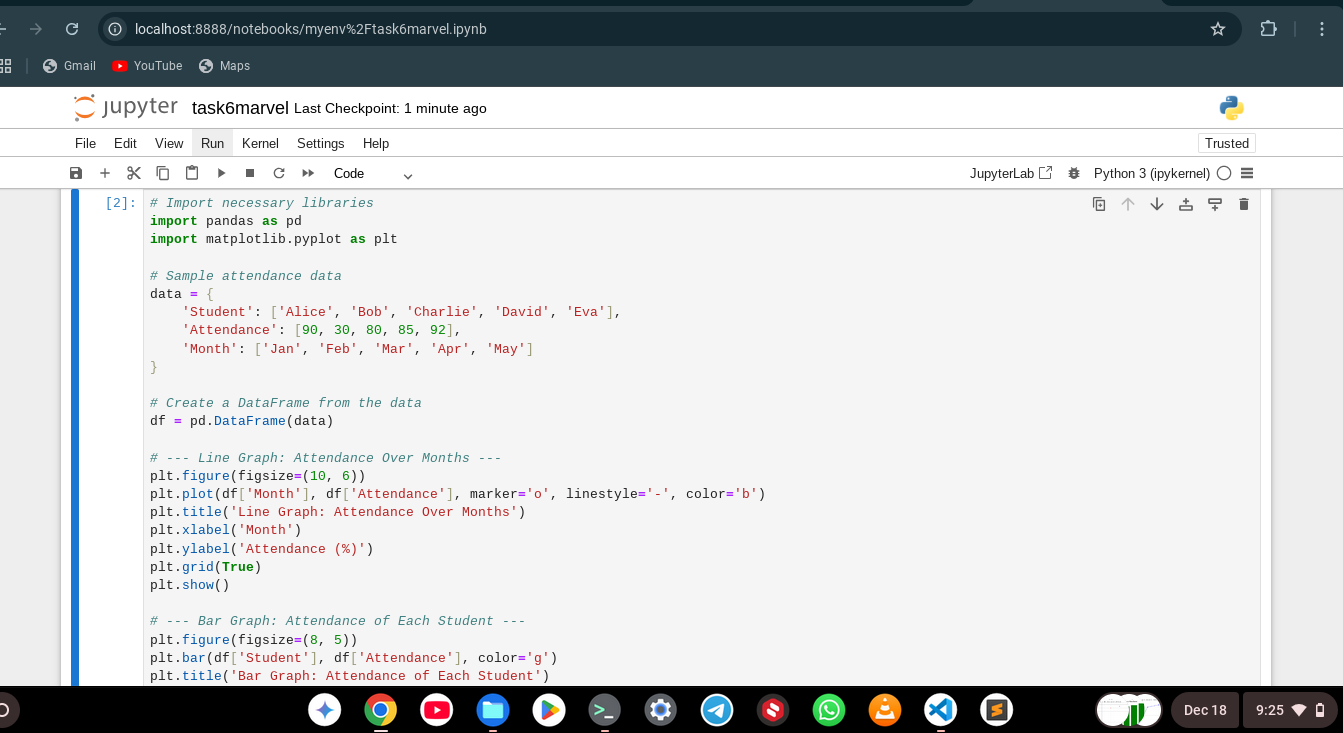 localhost:8888/notebooks/myenv%2Ftask6marvel.ipynb
Gmail YouTube Maps
jupyter task6marvel Last Checkpoint: 1 minute ago
File Edit View Run Kernel Settings Help Trusted
Code JupyterLab Python 3 (ipykernel)
[2]: # Import necessary libraries
import pandas as pd
import matplotlib.pyplot as plt
# Sample attendance data
data = {
    'Student': ['Alice', 'Bob', 'Charlie', 'David', 'Eva'],
    'Attendance': [90, 30, 80, 85, 92],
    'Month': ['Jan', 'Feb', 'Mar', 'Apr', 'May']
}
# Create a DataFrame from the data
df = pd.DataFrame(data)
# --- Line Graph: Attendance Over Months ---
plt.figure(figsize=(10, 6))
plt.plot(df['Month'], df['Attendance'], marker='o', linestyle='-', color='b')
plt.title('Line Graph: Attendance Over Months')
plt.xlabel('Month')
plt.ylabel('Attendance (%)')
plt.grid(True)
plt.show()
# --- Bar Graph: Attendance of Each Student ---
plt.figure(figsize=(8, 5))
plt.bar(df['Student'], df['Attendance'], color='g')
plt.title('Bar Graph: Attendance of Each Student')
Dec 18 9:25